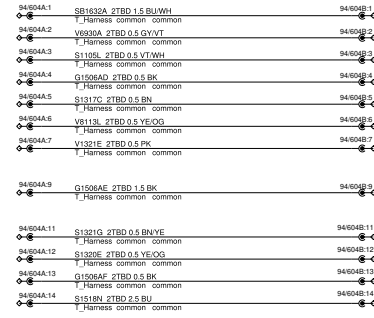 94/604A:1 SB1632A 2TBD 1.5 BU/WH 94/604B:1
T_Harness common common
94/604A:2 V6930A 2TBD 0.5 GY/VT 94/604B:2
T_Harness common common
94/604A:3 S1105L 2TBD 0.5 VT/WH 94/604B:3
T_Harness common common
94/604A:4 G1506AD 2TBD 0.5 BK 94/604B:4
T_Harness common common
94/604A:5 S1317C 2TBD 0.5 BN 94/604B:5
T_Harness common common
94/604A:6 V8113L 2TBD 0.5 YE/OG 94/604B:6
T_Harness common common
94/604A:7 V1321E 2TBD 0.5 PK 94/604B:7
T_Harness common common
94/604A:9 G1506AE 2TBD 1.5 BK 94/604B:9
T_Harness common common
94/604A:11 S1321G 2TBD 0.5 BN/YE 94/604B:11
T_Harness common common
94/604A:12 S1320E 2TBD 0.5 YE/OG 94/604B:12
T_Harness common common
94/604A:13 G1506AF 2TBD 0.5 BK 94/604B:13
T_Harness common common
94/604A:14 S1518N 2TBD 2.5 BU 94/604B:14
T_Harness common common